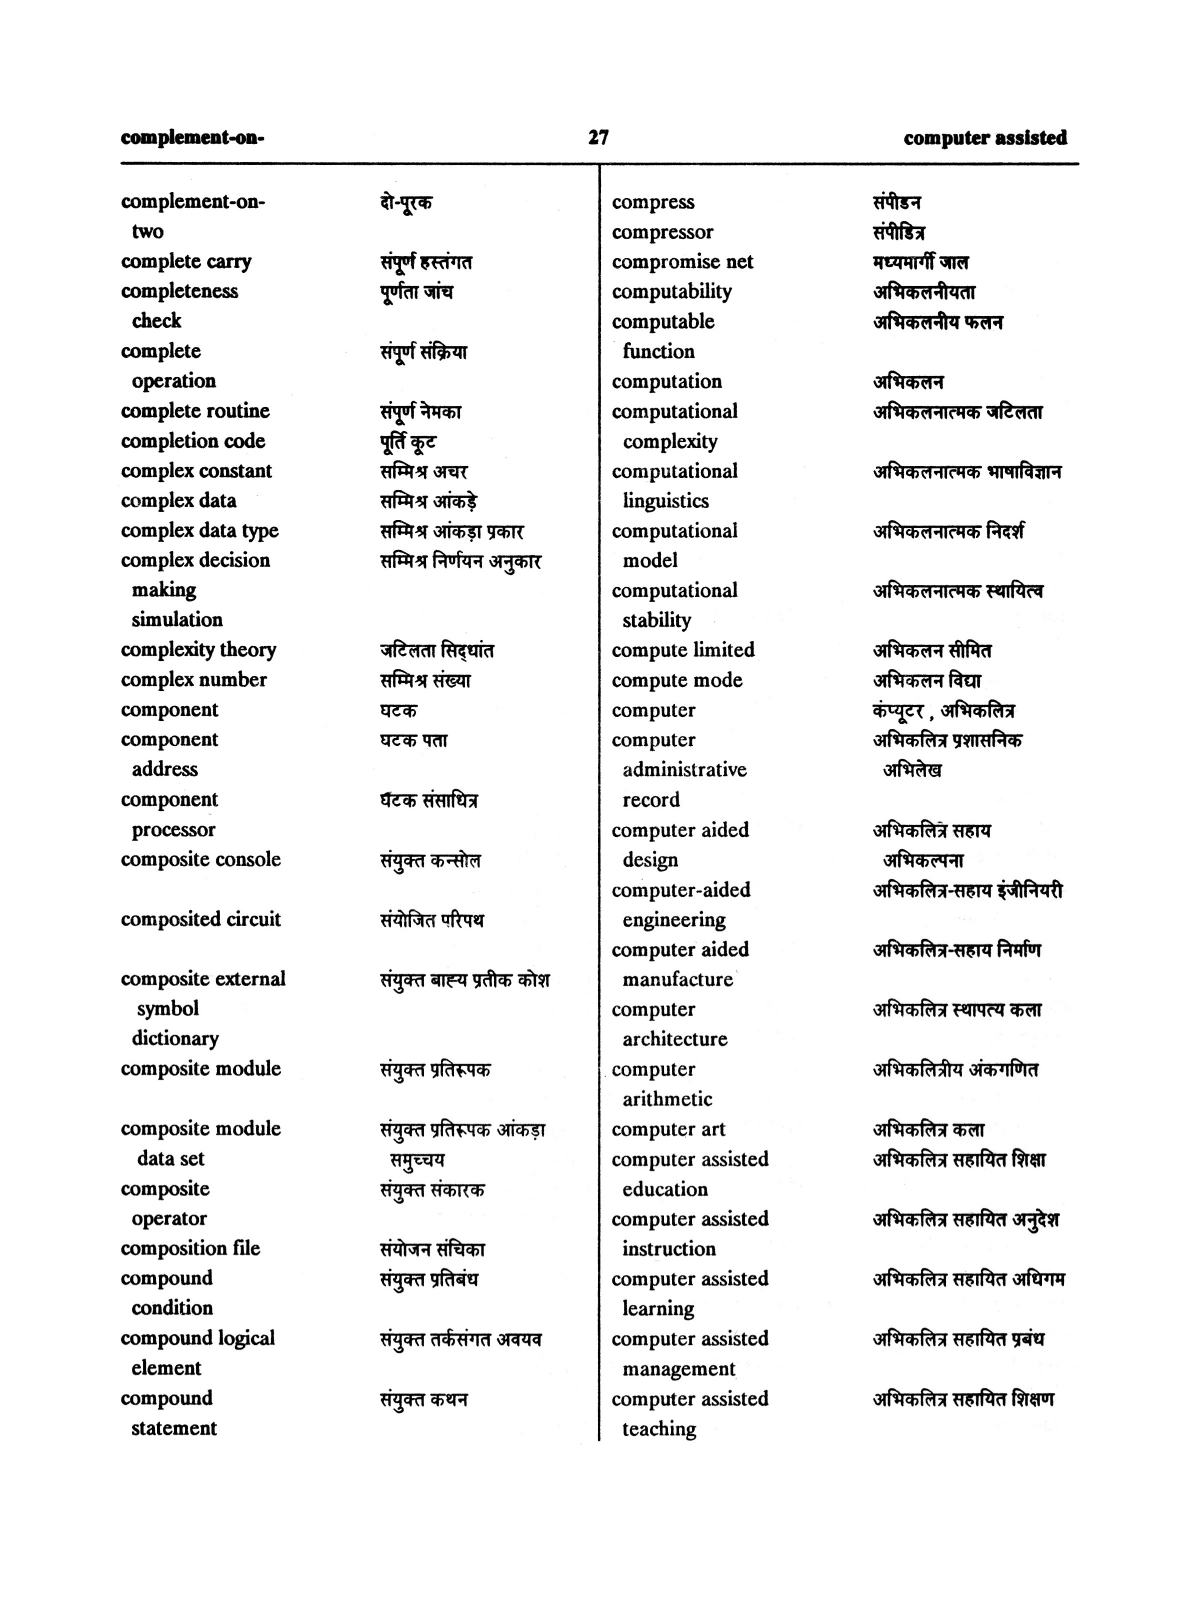 complement-on- 27 computer assisted
complement-on- दो-पूरक
two
complete carry संपूर्ण हस्तंगत
completeness पूर्णता जांच
check
complete संपूर्ण संक्रिया
operation
complete routine संपूर्ण नेमका
completion code पूर्ति कूट
complex constant सम्मिश्र अचर
complex data सम्मिश्र आंकड़े
complex data type सम्मिश्र आंकड़ा प्रकार
complex decision सम्मिश्र निर्णयन अनुकार
making
simulation
complexity theory जटिलता सिद्धांत
complex number सम्मिश्र संख्या
component घटक
component घटक पता
address
component घटक संसाधित्र
processor
composite console संयुक्त कन्सोल
composited circuit संयोजित परिपथ
composite external संयुक्त बाह्य प्रतीक कोश
symbol
dictionary
composite module संयुक्त प्रतिरूपक
composite module संयुक्त प्रतिरूपक आंकड़ा
data set समुच्चय
composite संयुक्त संकारक
operator
composition file संयोजन संचिका
compound संयुक्त प्रतिबंध
condition
compound logical संयुक्त तर्कसंगत अवयव
element
compound संयुक्त कथन
statement
compress संपीडन
compressor संपीडित्र
compromise net मध्यमार्गी जाल
computability अभिकलनीयता
computable अभिकलनीय फलन
function
computation अभिकलन
computational अभिकलनात्मक जटिलता
complexity
computational अभिकलनात्मक भाषाविज्ञान
linguistics
computational अभिकलनात्मक निदर्श
model
computational अभिकलनात्मक स्थायित्व
stability
compute limited अभिकलन सीमित
compute mode अभिकलन विद्या
computer कंप्यूटर , अभिकलित्र
computer अभिकलित्र प्रशासनिक
administrative अभिलेख
record
computer aided अभिकलित्र सहाय
design अभिकल्पना
computer-aided अभिकलित्र-सहाय इंजीनियरी
engineering
computer aided अभिकलित्र-सहाय निर्माण
manufacture
computer अभिकलित्र स्थापत्य कला
architecture
computer अभिकलित्रीय अंकगणित
arithmetic
computer art अभिकलित्र कला
computer assisted अभिकलित्र सहायित शिक्षा
education
computer assisted अभिकलित्र सहायित अनुदेश
instruction
computer assisted अभिकलित्र सहायित अधिगम
learning
computer assisted अभिकलित्र सहायित प्रबंध
management
computer assisted अभिकलित्र सहायित शिक्षण
teaching